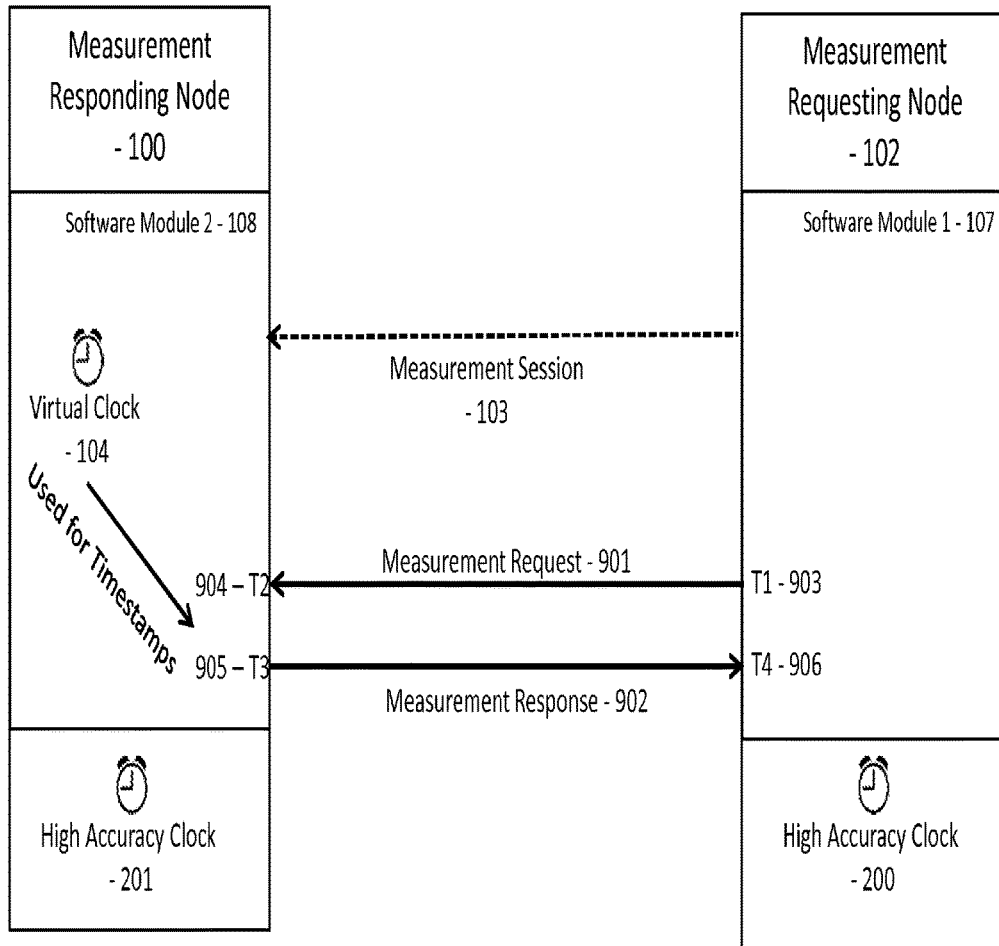 Measurement
Responding Node
- 100
Measurement
Requesting Node
- 102
Software Module 2 - 108
Software Module 1 - 107
Measurement Session
- 103
Virtual Clock
- 104
Used for Timestamps
Measurement Request - 901
904 – T2
T1 - 903
905 – T3
T4 - 906
Measurement Response - 902
High Accuracy Clock
- 201
High Accuracy Clock
- 200